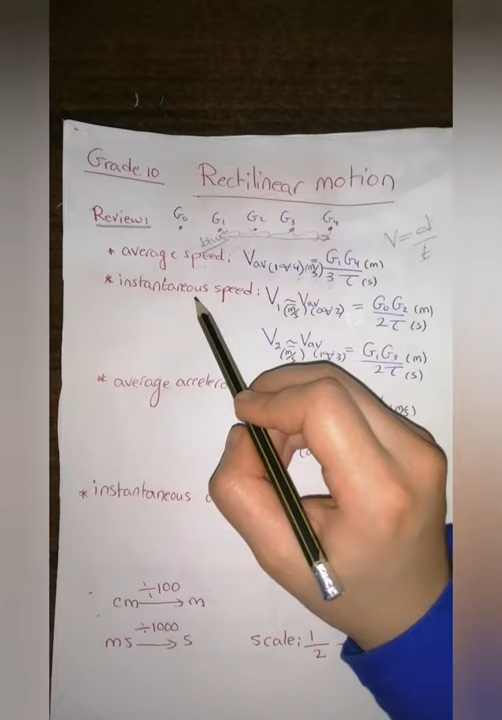 Grade 10 Rectilinear motion
Review: G₀ G₁ G₂ G₃ G₄
V = d/t
* average speed: Vav(1→4)(m/s) = G₁G₄ (m) / 3τ (s)
* instantaneous speed: V₁(m/s) ≈ Vav(0→2) = G₀G₂ (m) / 2τ (s)
V₂(m/s) ≈ Vav(1→3) = G₁G₃ (m) / 2τ (s)
* average acceler
* instantaneous
cm ÷100 → m
ms ÷1000 → s
scale: 1/2